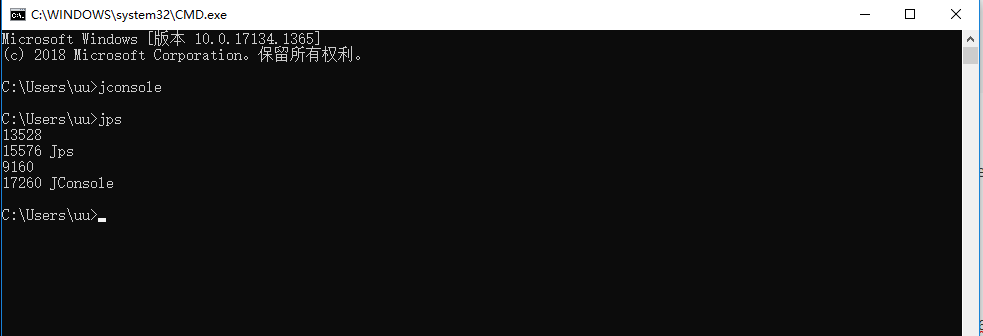 C:\WINDOWS\system32\CMD.exe
Microsoft Windows [版本 10.0.17134.1365]
(c) 2018 Microsoft Corporation。保留所有权利。
C:\Users\uu>jconsole
C:\Users\uu>jps
13528
15576 Jps
9160
17260 JConsole
C:\Users\uu>